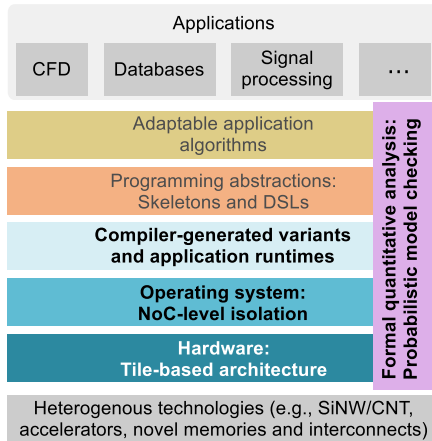 Applications
CFD
Databases
Signal
processing
...
Adaptable application
algorithms
Programming abstractions:
Skeletons and DSLs
Compiler-generated variants
and application runtimes
Operating system:
NoC-level isolation
Hardware:
Tile-based architecture
Formal quantitative analysis:
Probabilistic model checking
Heterogenous technologies (e.g., SiNW/CNT,
accelerators, novel memories and interconnects)